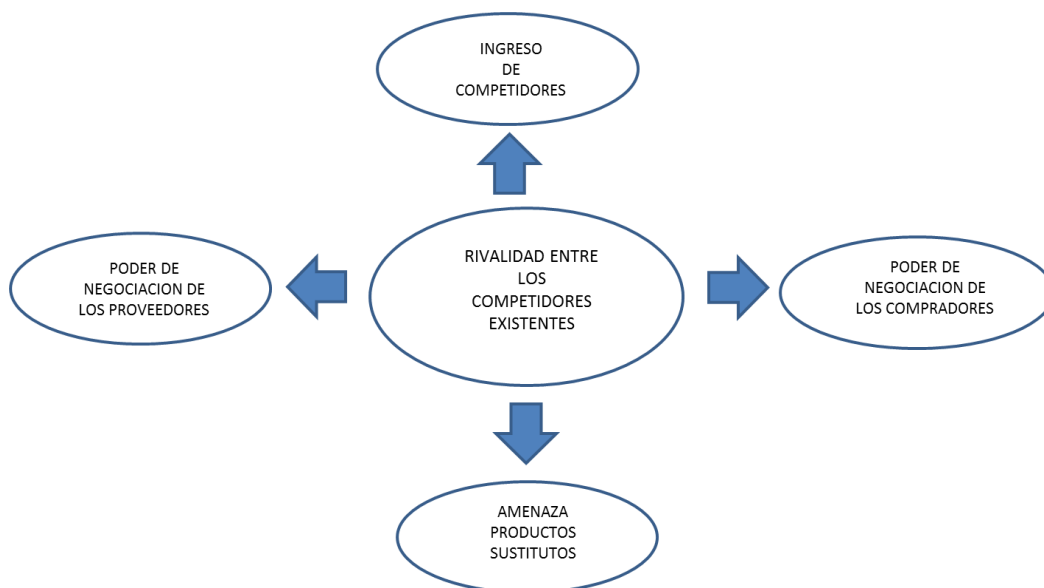 INGRESO
DE
COMPETIDORES
RIVALIDAD ENTRE
LOS
COMPETIDORES
EXISTENTES
PODER DE
NEGOCIACION DE
LOS PROVEEDORES
PODER DE
NEGOCIACION DE
LOS COMPRADORES
AMENAZA
PRODUCTOS
SUSTITUTOS